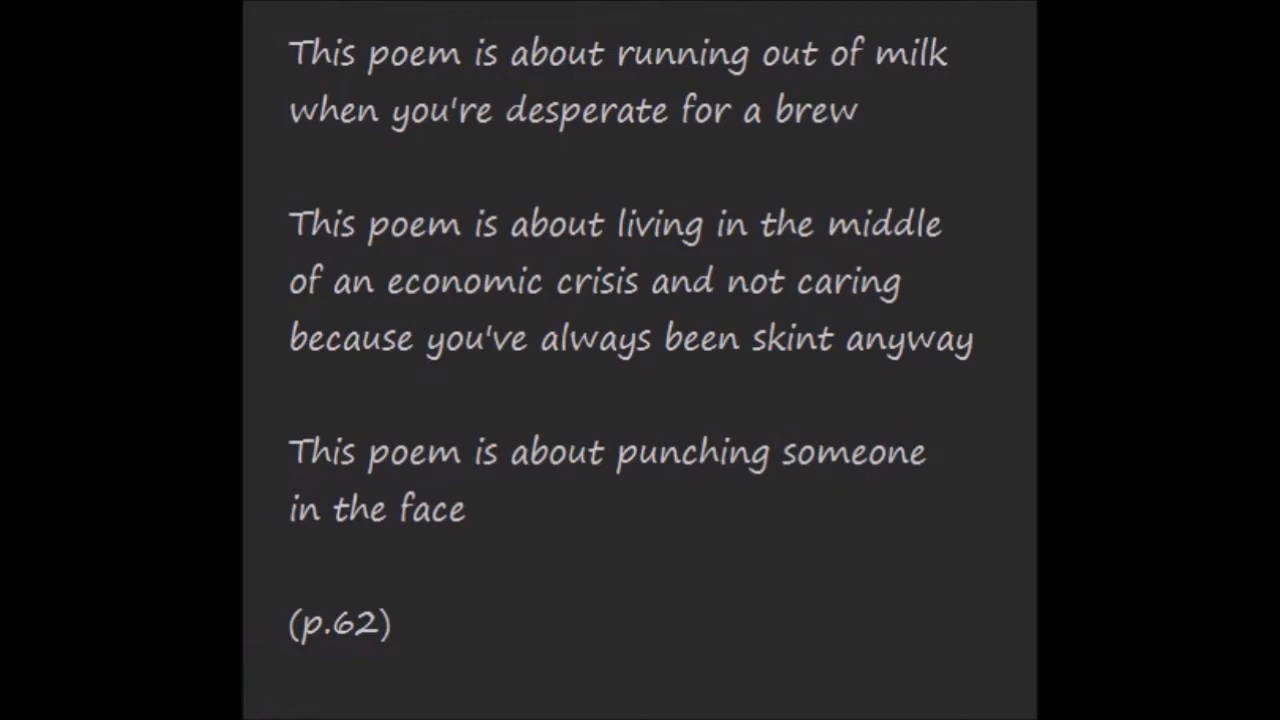 This poem is about running out of milk
when you're desperate for a brew
This poem is about living in the middle
of an economic crisis and not caring
because you've always been skint anyway
This poem is about punching someone
in the face
(p.62)